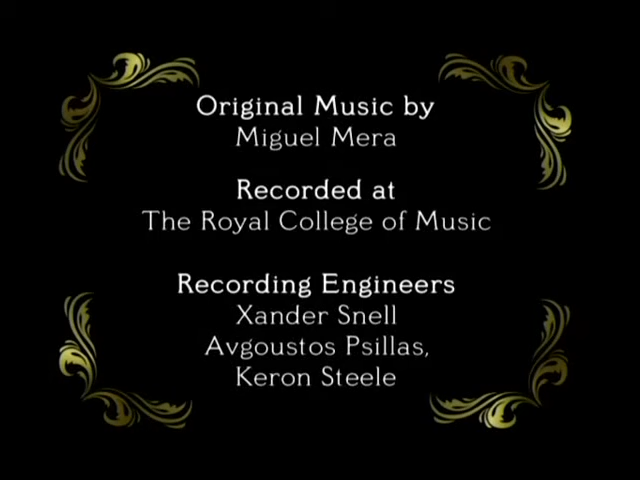 Original Music by
Miguel Mera
Recorded at
The Royal College of Music
Recording Engineers
Xander Snell
Avgoustos Psillas,
Keron Steele